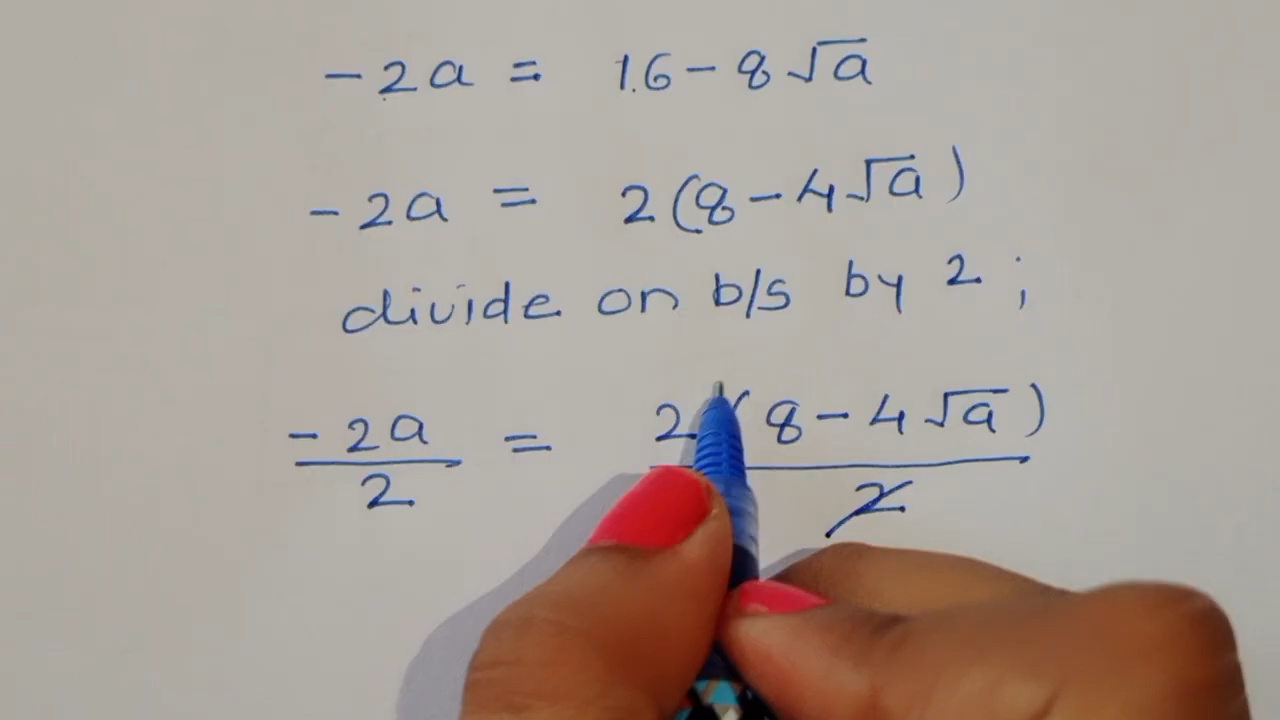 -2a = 16-8√a
-2a = 2(8-4√a)
divide on b/s by 2 ;
-2a/2 = 2(8-4√a)/2